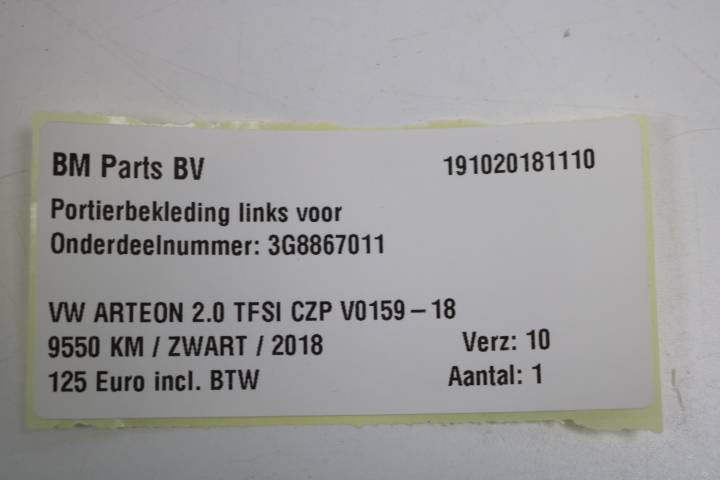 BM Parts BV 191020181110
Portierbekleding links voor
Onderdeelnummer: 3G8867011
VW ARTEON 2.0 TFSI CZP V0159 – 18
9550 KM / ZWART / 2018 Verz: 10
125 Euro incl. BTW Aantal: 1